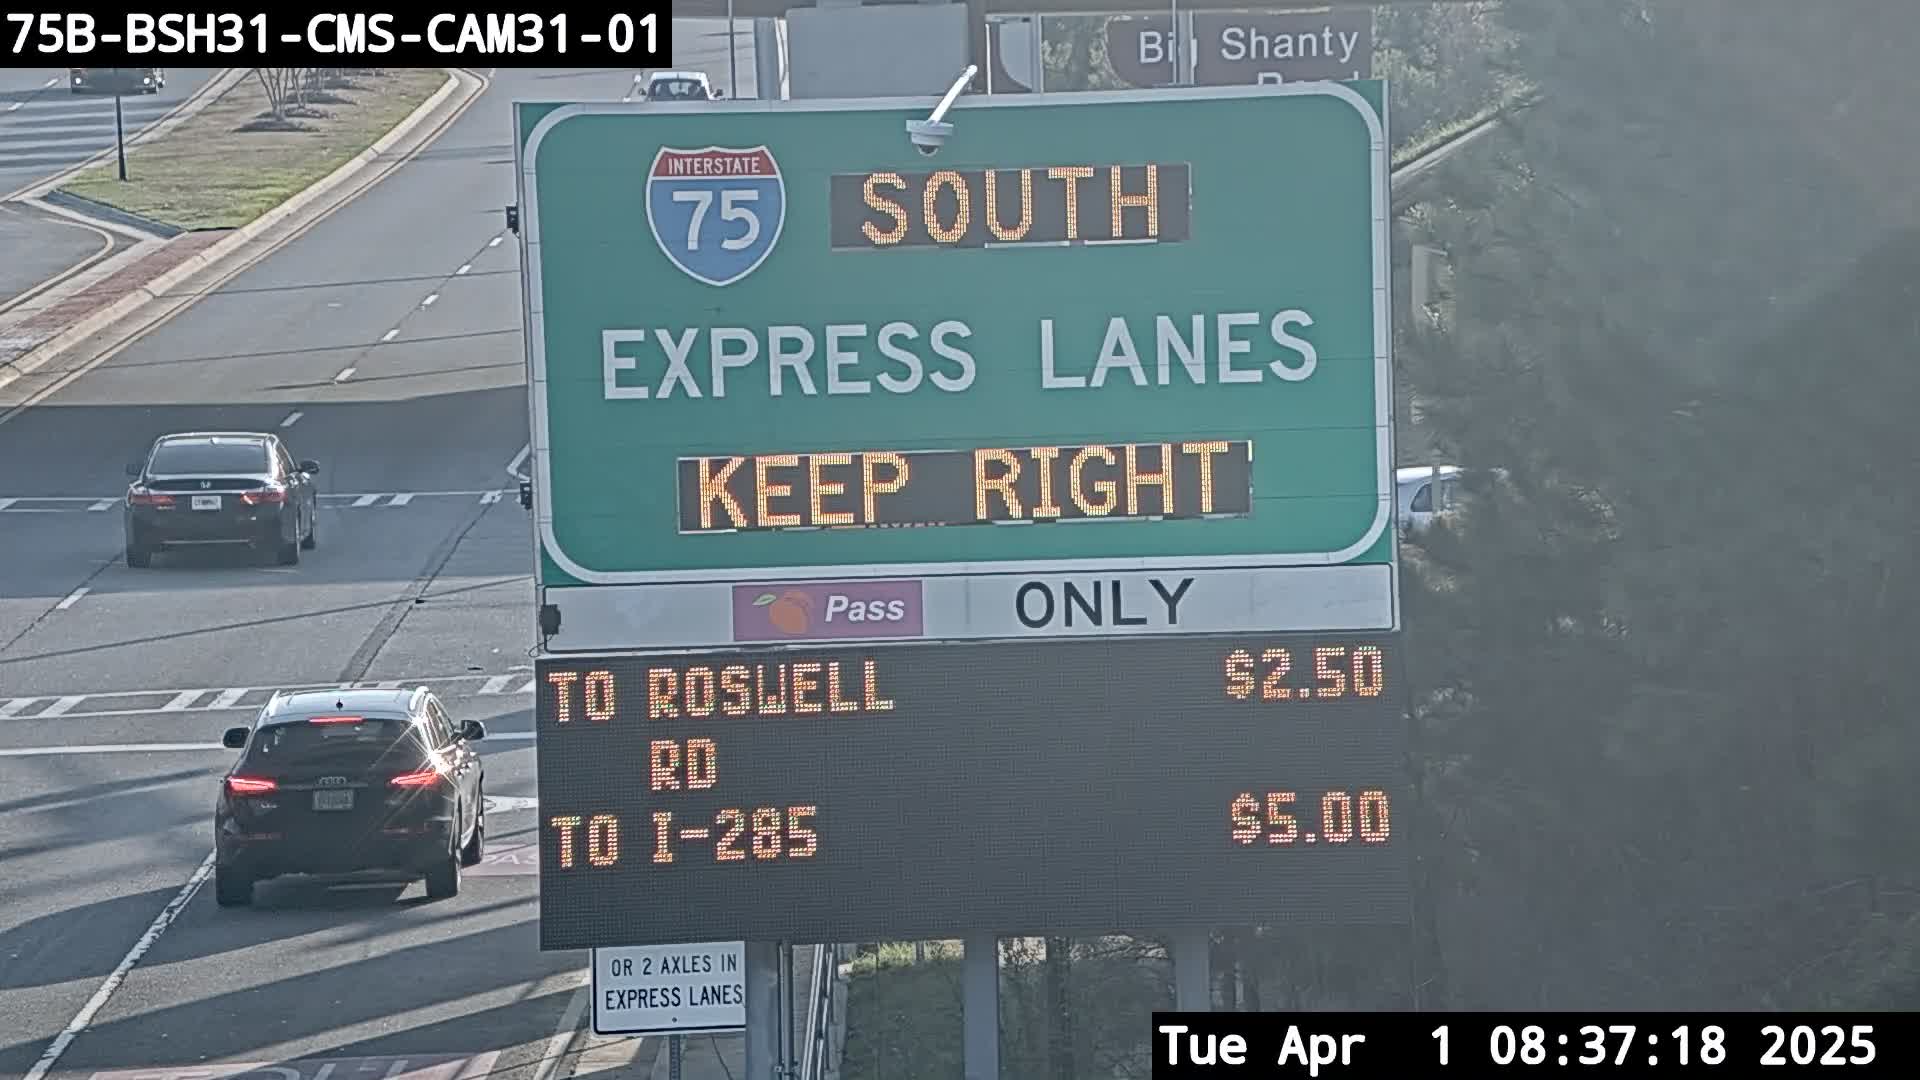 75B-BSH31-CMS-CAM31-01
Big Shanty
Road
INTERSTATE
75
SOUTH
EXPRESS LANES
KEEP RIGHT
Pass
ONLY
TO ROSWELL $2.50
RD
TO I-285 $5.00
OR 2 AXLES IN
EXPRESS LANES
Tue Apr 1 08:37:18 2025